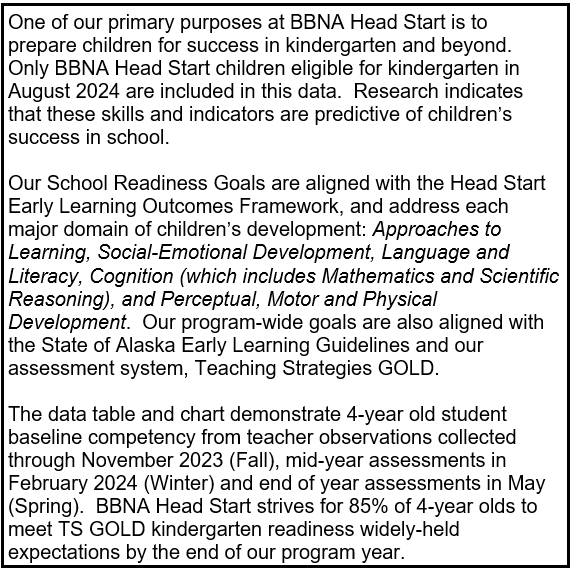 One of our primary purposes at BBNA Head Start is to
prepare children for success in kindergarten and beyond.
Only BBNA Head Start children eligible for kindergarten in
August 2024 are included in this data.  Research indicates
that these skills and indicators are predictive of children’s
success in school.
Our School Readiness Goals are aligned with the Head Start
Early Learning Outcomes Framework, and address each
major domain of children’s development: Approaches to
Learning, Social-Emotional Development, Language and
Literacy, Cognition (which includes Mathematics and Scientific
Reasoning), and Perceptual, Motor and Physical
Development.  Our program-wide goals are also aligned with
the State of Alaska Early Learning Guidelines and our
assessment system, Teaching Strategies GOLD.
The data table and chart demonstrate 4-year old student
baseline competency from teacher observations collected
through November 2023 (Fall), mid-year assessments in
February 2024 (Winter) and end of year assessments in May
(Spring).  BBNA Head Start strives for 85% of 4-year olds to
meet TS GOLD kindergarten readiness widely-held
expectations by the end of our program year.